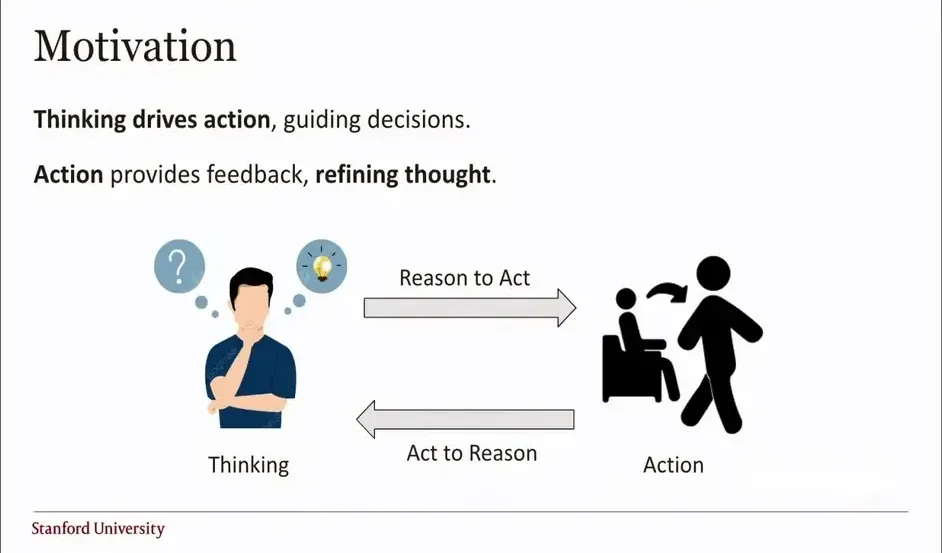 Motivation
Thinking drives action, guiding decisions.
Action provides feedback, refining thought.
?
Reason to Act
Act to Reason
Thinking
Action
Stanford University